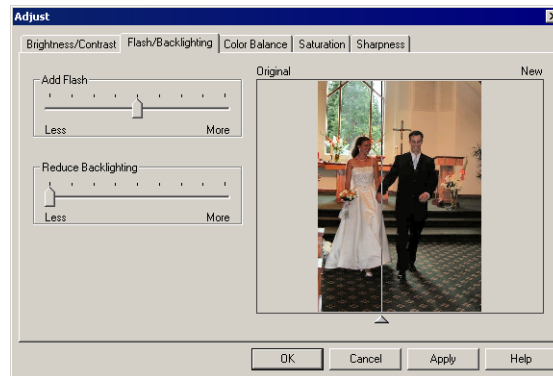 Adjust
Brightness/Contrast Flash/Backlighting Color Balance Saturation Sharpness
Add Flash
Less More
Reduce Backlighting
Less More
Original New
OK Cancel Apply Help